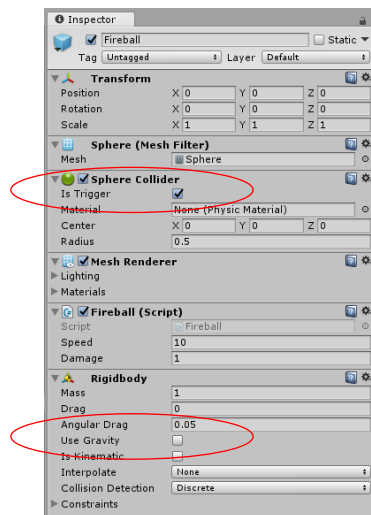 Inspector
Fireball Static
Tag Untagged Layer Default
Transform
Position X 0 Y 0 Z 0
Rotation X 0 Y 0 Z 0
Scale X 1 Y 1 Z 1
Sphere (Mesh Filter)
Mesh Sphere
Sphere Collider
Is Trigger
Material None (Physic Material)
Center X 0 Y 0 Z 0
Radius 0.5
Mesh Renderer
Lighting
Materials
Fireball (Script)
Script Fireball
Speed 10
Damage 1
Rigidbody
Mass 1
Drag 0
Angular Drag 0.05
Use Gravity
Is Kinematic
Interpolate None
Collision Detection Discrete
Constraints